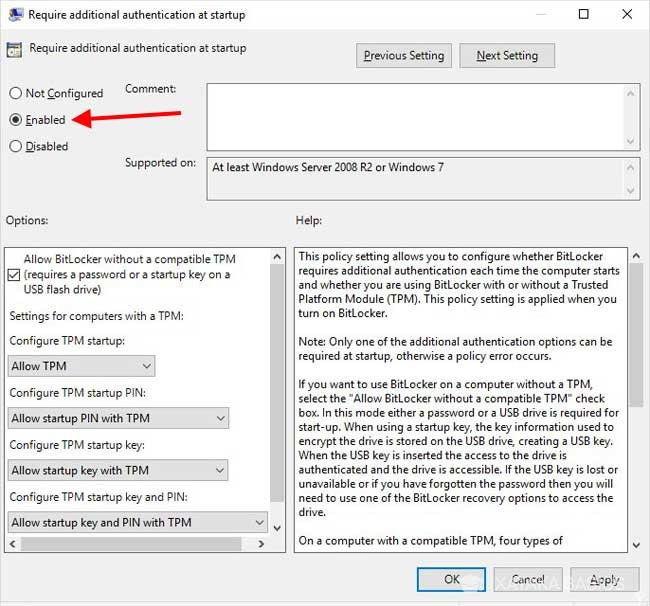 Require additional authentication at startup
Require additional authentication at startup
Previous Setting
Next Setting
Not Configured
Comment:
Enabled
Disabled
Supported on:
At least Windows Server 2008 R2 or Windows 7
Options:
Help:
Allow BitLocker without a compatible TPM
(requires a password or a startup key on a
USB flash drive)
Settings for computers with a TPM:
Configure TPM startup:
Allow TPM
Configure TPM startup PIN:
Allow startup PIN with TPM
Configure TPM startup key:
Allow startup key with TPM
Configure TPM startup key and PIN:
Allow startup key and PIN with TPM
This policy setting allows you to configure whether BitLocker
requires additional authentication each time the computer starts
and whether you are using BitLocker with or without a Trusted
Platform Module (TPM). This policy setting is applied when you
turn on BitLocker.
Note: Only one of the additional authentication options can be
required at startup, otherwise a policy error occurs.
If you want to use BitLocker on a computer without a TPM,
select the "Allow BitLocker without a compatible TPM" check
box. In this mode either a password or a USB drive is required for
start-up. When using a startup key, the key information used to
encrypt the drive is stored on the USB drive, creating a USB key.
When the USB key is inserted the access to the drive is
authenticated and the drive is accessible. If the USB key is lost or
unavailable or if you have forgotten the password then you will
need to use one of the BitLocker recovery options to access the
drive.
On a computer with a compatible TPM, four types of
OK
Cancel
Apply
XATAKA BASICS